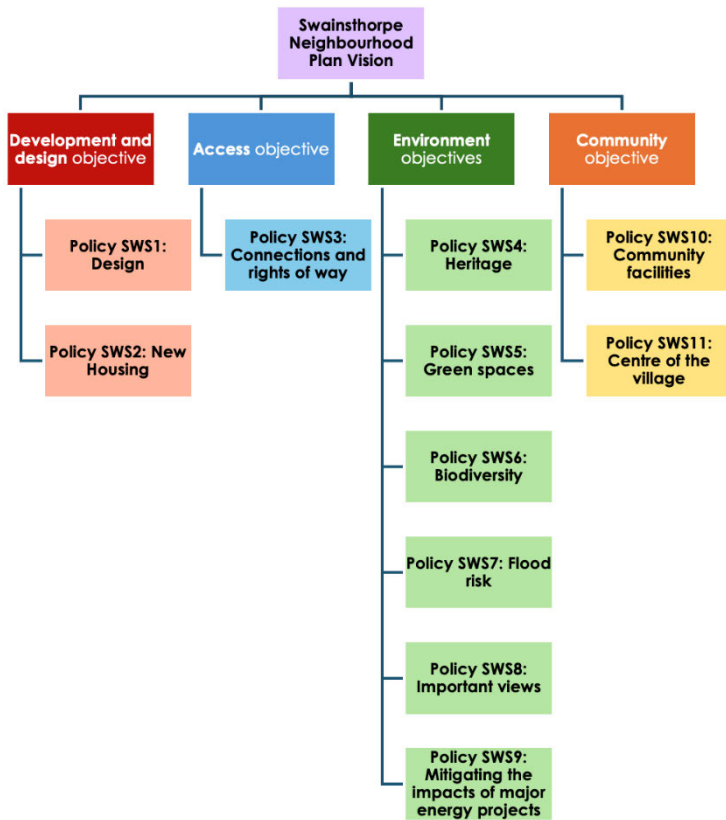 Swainsthorpe
Neighbourhood
Plan Vision
Development and
design objective
Access objective
Environment
objectives
Community
objective
Policy SWS1:
Design
Policy SWS2: New
Housing
Policy SWS3:
Connections and
rights of way
Policy SWS4:
Heritage
Policy SWS5:
Green spaces
Policy SWS6:
Biodiversity
Policy SWS7: Flood
risk
Policy SWS8:
Important views
Policy SWS9:
Mitigating the
impacts of major
energy projects
Policy SWS10:
Community
facilities
Policy SWS11:
Centre of the
village